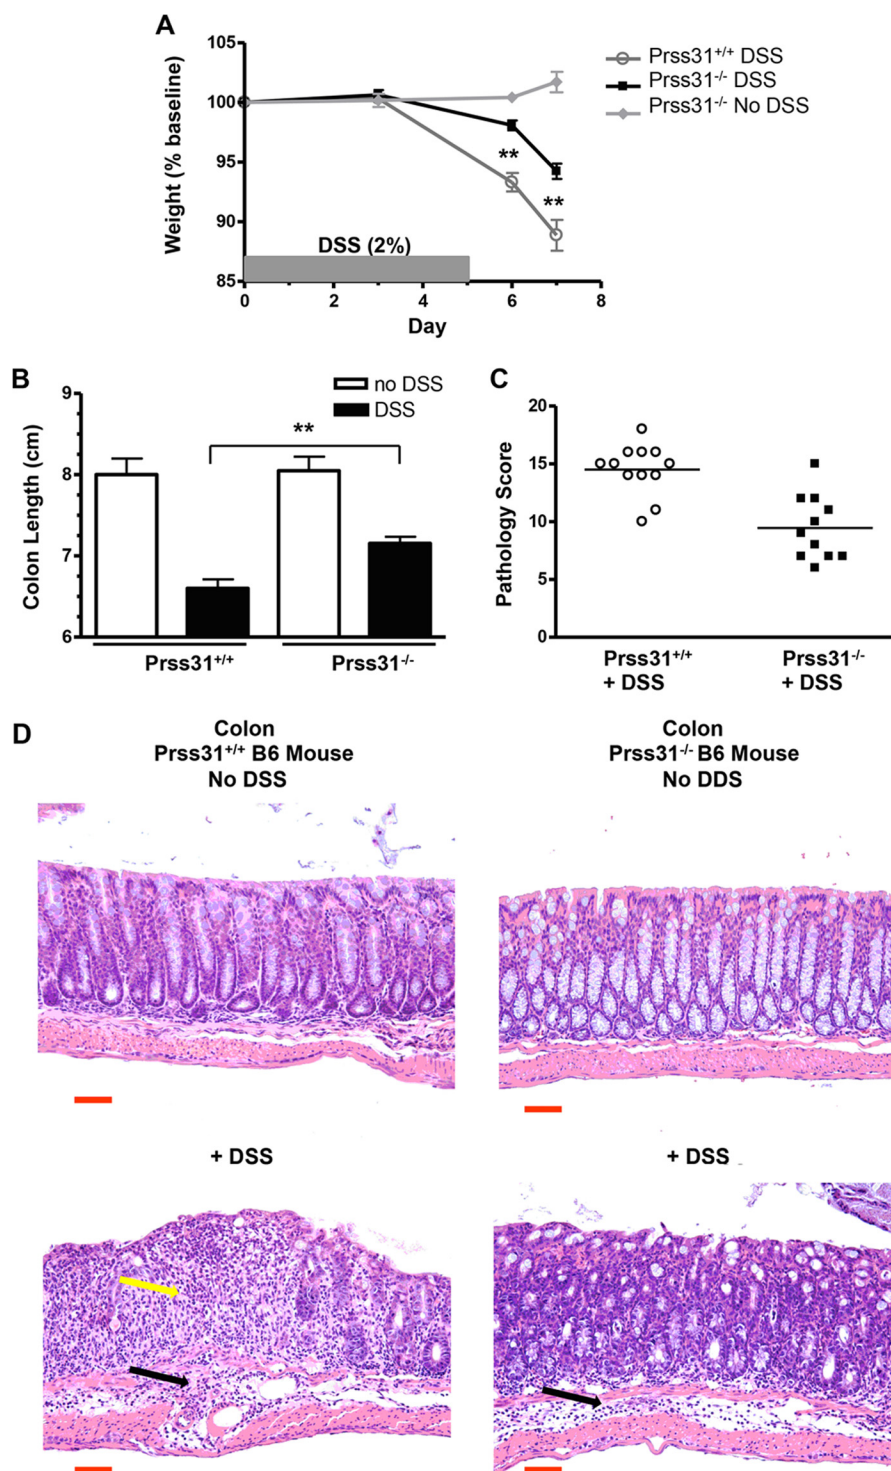 A
105
100
95
90
85
Weight (% baseline)
**
**
DSS (2%)
0
2
4
6
8
Day
Prss31+/+ DSS
Prss31-/- DSS
Prss31-/- No DSS
B
9
8
7
6
Colon Length (cm)
no DSS
DSS
**
Prss31+/+
Prss31-/-
C
20
15
10
5
0
Pathology Score
Prss31+/+
+ DSS
Prss31-/-
+ DSS
D
Colon
Prss31+/+ B6 Mouse
No DSS
Colon
Prss31-/- B6 Mouse
No DDS
+ DSS
+ DSS